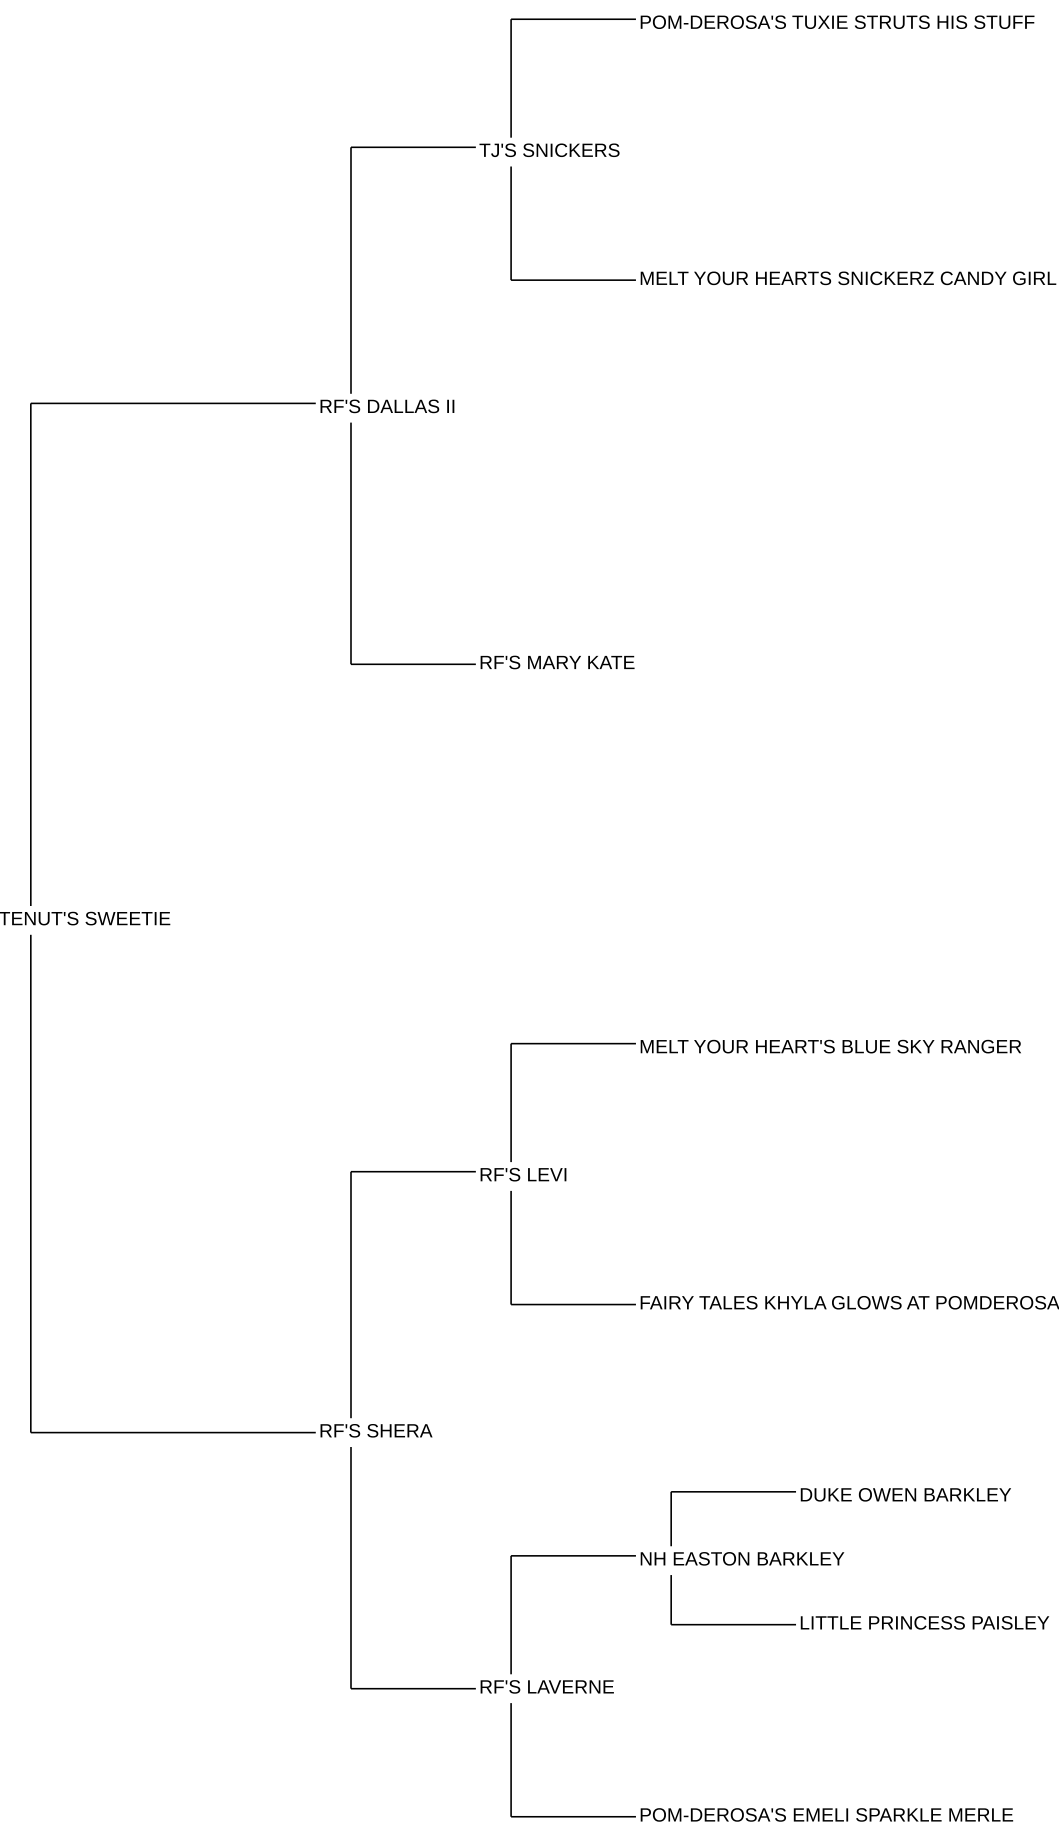 POM-DEROSA'S TUXIE STRUTS HIS STUFF
TJ'S SNICKERS
MELT YOUR HEARTS SNICKERZ CANDY GIRL
RF'S DALLAS II
RF'S MARY KATE
TENUT'S SWEETIE
MELT YOUR HEART'S BLUE SKY RANGER
RF'S LEVI
FAIRY TALES KHYLA GLOWS AT POMDEROSA
RF'S SHERA
DUKE OWEN BARKLEY
NH EASTON BARKLEY
LITTLE PRINCESS PAISLEY
RF'S LAVERNE
POM-DEROSA'S EMELI SPARKLE MERLE